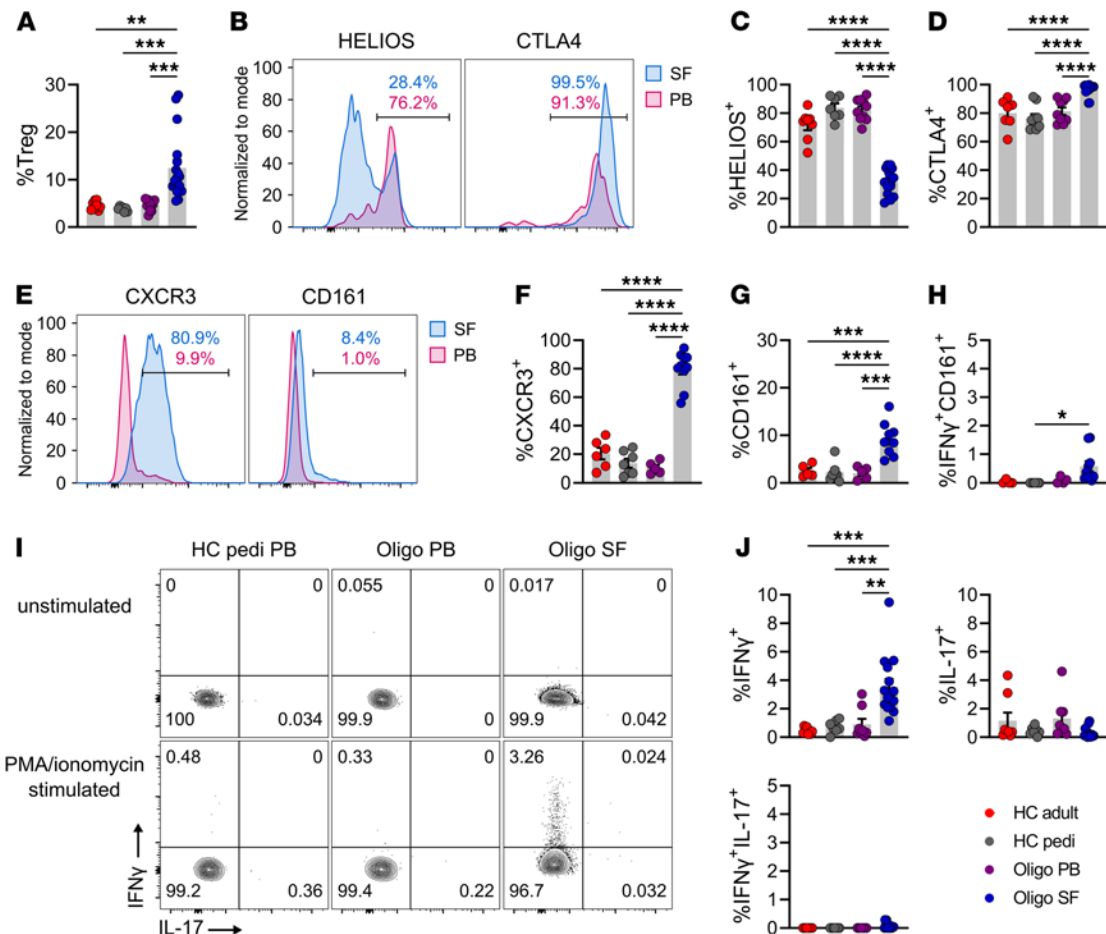 A
** 
***
***
%Treg
30
20
10
0
B
HELIOS
CTLA4
Normalized to mode
100
80
60
40
20
0
28.4%
76.2%
99.5%
91.3%
SF
PB
C
****
****
****
%HELIOS+
100
80
60
40
20
0
D
****
****
****
%CTLA4+
100
80
60
40
20
0
E
CXCR3
CD161
Normalized to mode
100
80
60
40
20
0
80.9%
9.9%
8.4%
1.0%
SF
PB
F
****
****
****
%CXCR3+
100
80
60
40
20
0
G
***
****
***
%CD161+
30
20
10
0
H
*
%IFNγ+CD161+
5
4
3
2
1
0
I
HC pedi PB
Oligo PB
Oligo SF
unstimulated
0
0
100
0.034
0.055
0
99.9
0
0.017
0
99.9
0.042
PMA/ionomycin
stimulated
0.48
0
99.2
0.36
0.33
0
99.4
0.22
3.26
0.024
96.7
0.032
IFNγ
IL-17
J
***
***
**
%IFNγ+
10
8
6
4
2
0
%IL-17+
10
8
6
4
2
0
%IFNγ+IL-17+
5
4
3
2
1
0
HC adult
HC pedi
Oligo PB
Oligo SF